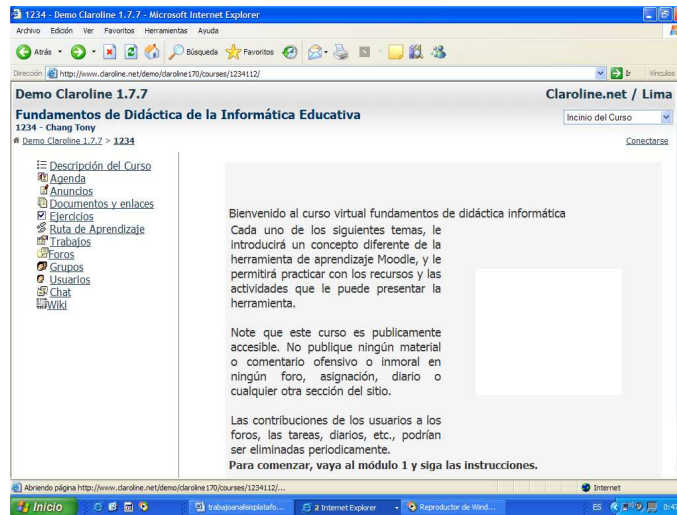 1234 - Demo Claroline 1.7.7 - Microsoft Internet Explorer
Archivo Edición Ver Favoritos Herramientas Ayuda
Atrás Búsqueda Favoritos
Dirección http://www.claroline.net/demo/claroline170/courses/1234112/ Ir Vínculos
Demo Claroline 1.7.7 Claroline.net / Lima
Fundamentos de Didáctica de la Informática Educativa
1234 - Chang Tony Incinio del Curso
Demo Claroline 1.7.7 > 1234 Conectarse
Descripción del Curso
Agenda
Anuncios
Documentos y enlaces
Ejercicios
Ruta de Aprendizaje
Trabajos
Foros
Grupos
Usuarios
Chat
Wiki
Bienvenido al curso virtual fundamentos de didáctica informática
Cada uno de los siguientes temas, le
introducirá un concepto diferente de la
herramienta de aprendizaje Moodle, y le
permitirá practicar con los recursos y las
actividades que le puede presentar la
herramienta.
Note que este curso es publicamente
accesible. No publique ningún material
o comentario ofensivo o inmoral en
ningún foro, asignación, diario o
cualquier otra sección del sitio.
Las contribuciones de los usuarios a los
foros, las tareas, diarios, etc., podrían
ser eliminadas periodicamente.
Para comenzar, vaya al módulo 1 y siga las instrucciones.
Abriendo página http://www.claroline.net/demo/claroline170/courses/1234112/... Internet
Inicio trabajoanalisisplatafo... 2 Internet Explorer Reproductor de Wind... ES